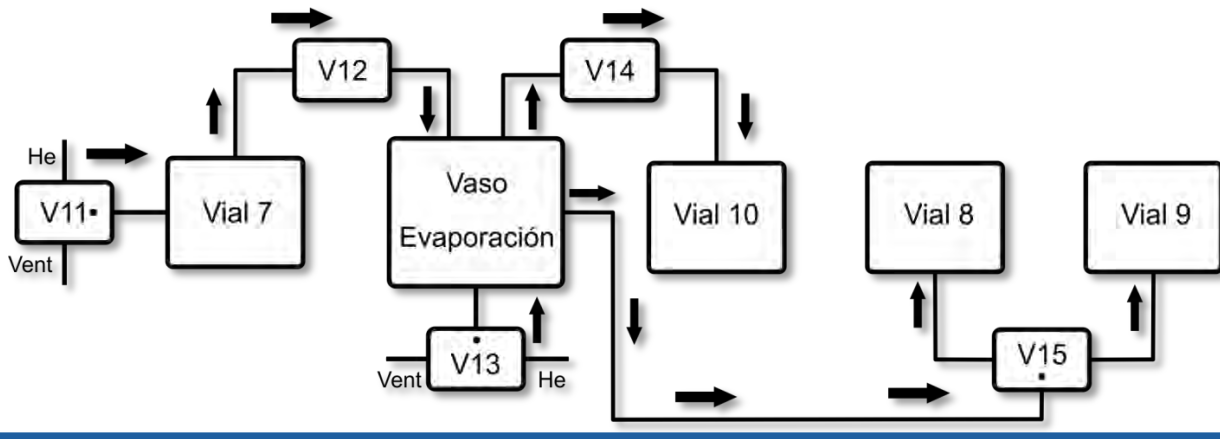 V12
V14
He
V11
Vent
Vial 7
Vaso
Evaporación
Vial 10
Vial 8
Vial 9
V13
Vent
He
V15